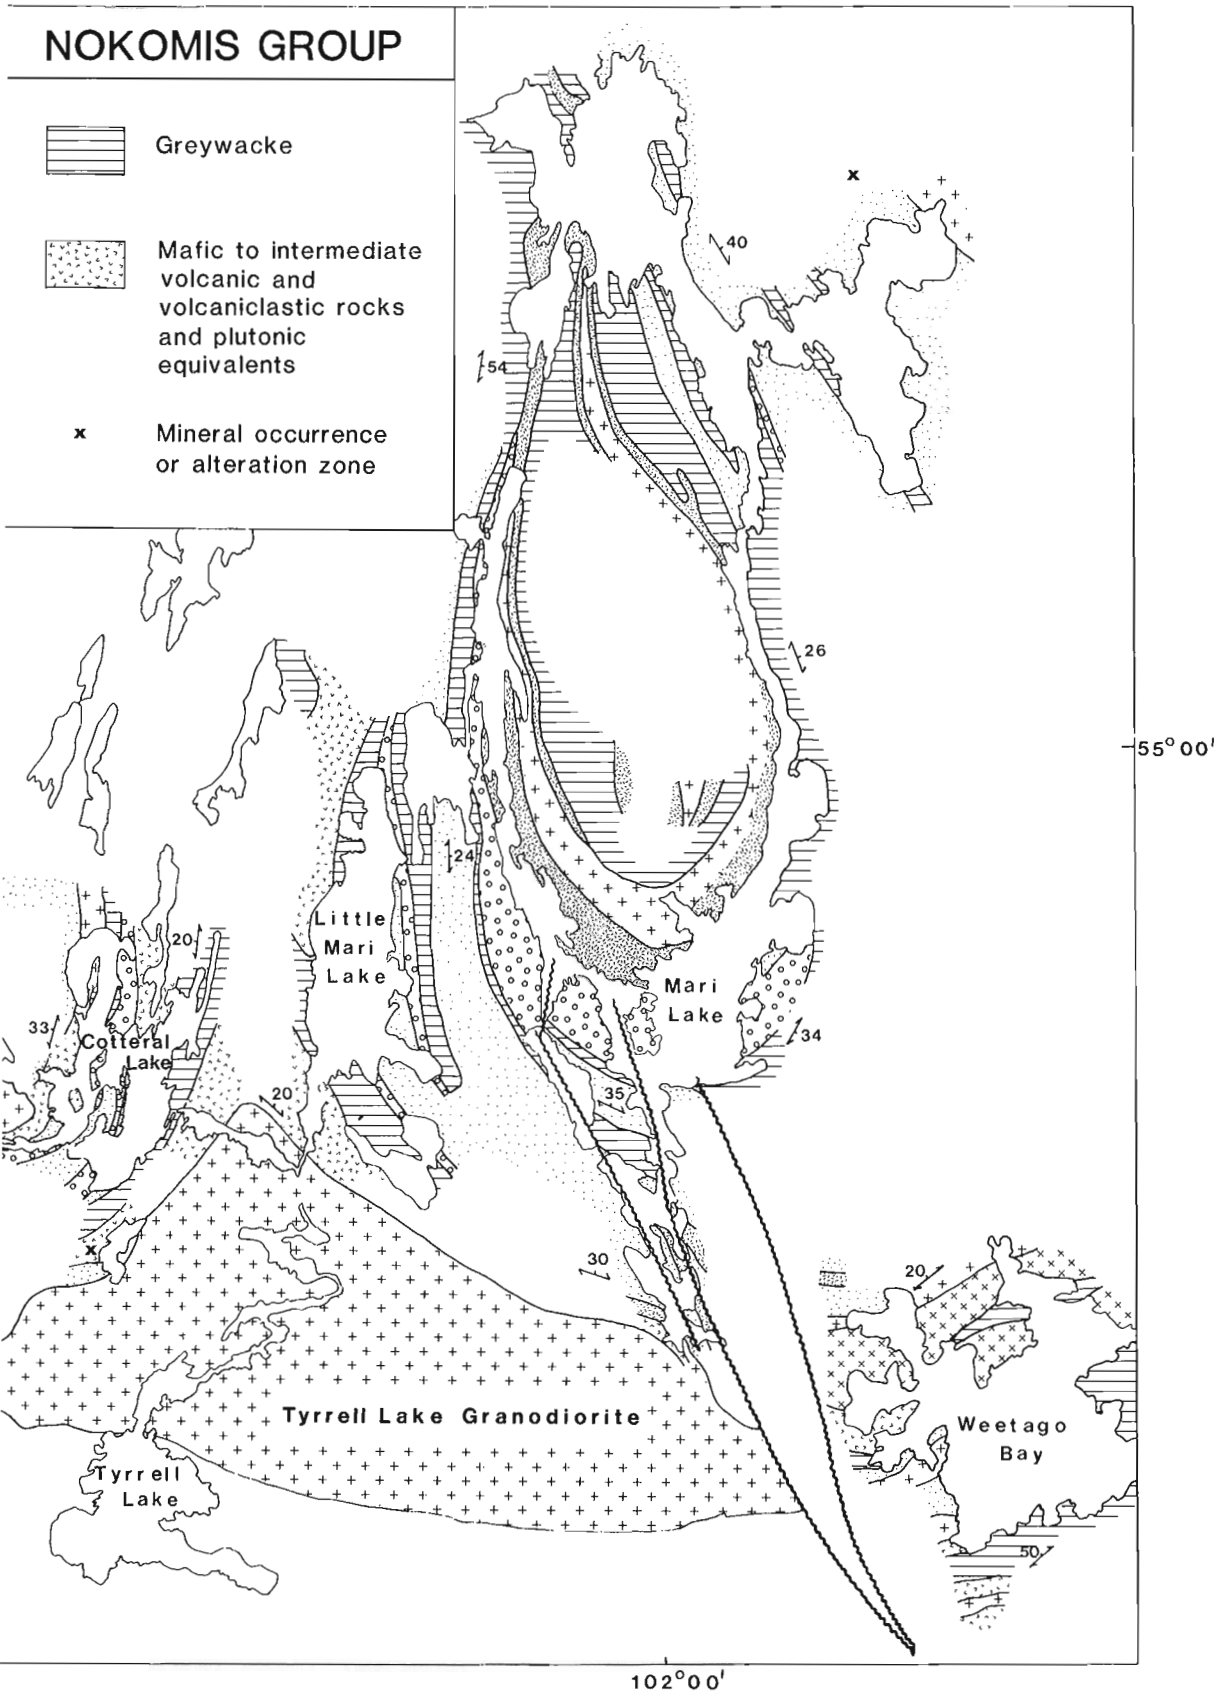 NOKOMIS GROUP
Greywacke
Mafic to intermediate
volcanic and
volcaniclastic rocks
and plutonic
equivalents
x Mineral occurrence
or alteration zone
x
40
54
26
55°00'
24
Little
Mari
Lake
20
Mari
Lake
33
Cotteral
Lake
34
20
35
x
30
20
Tyrrell Lake Granodiorite
Weetago
Bay
Tyrrell
Lake
50
102°00'